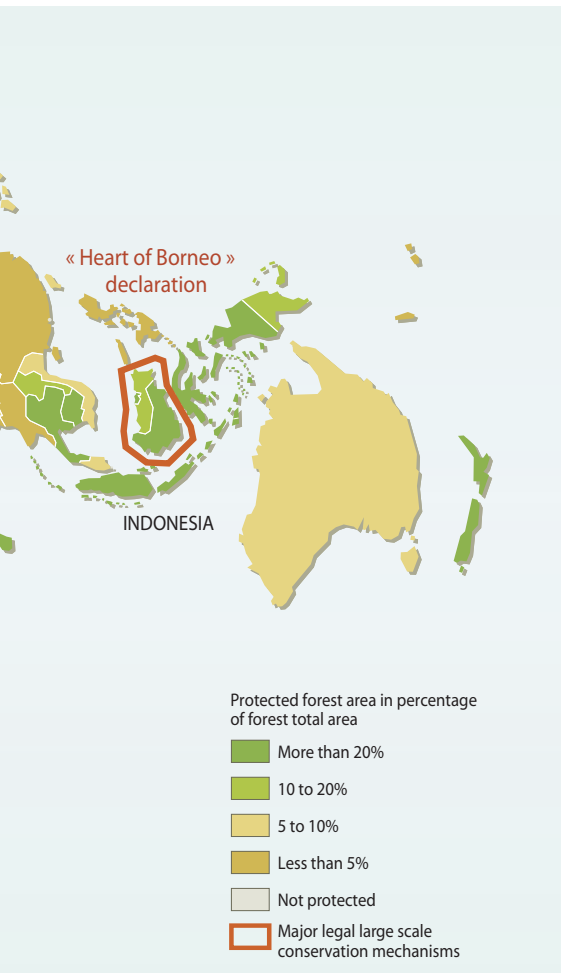 « Heart of Borneo »
declaration
INDONESIA
Protected forest area in percentage
of forest total area
More than 20%
10 to 20%
5 to 10%
Less than 5%
Not protected
Major legal large scale
conservation mechanisms